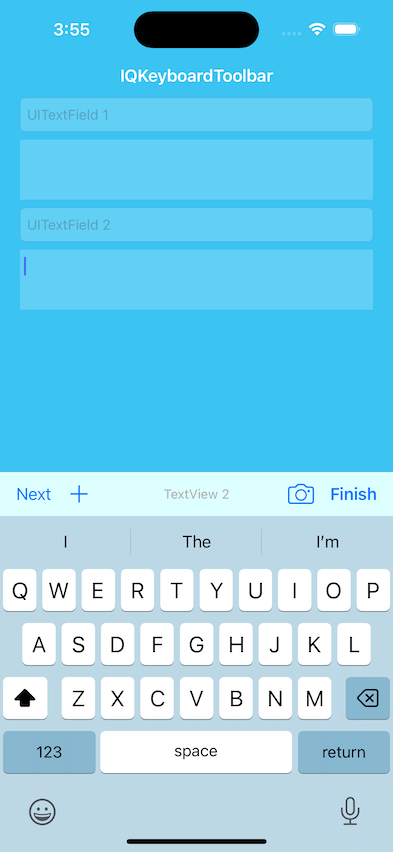 3:55
IQKeyboardToolbar
UITextField 1
UITextField 2
Next TextView 2 Finish
I The I'm
Q W E R T Y U I O P
A S D F G H J K L
Z X C V B N M
123 space return